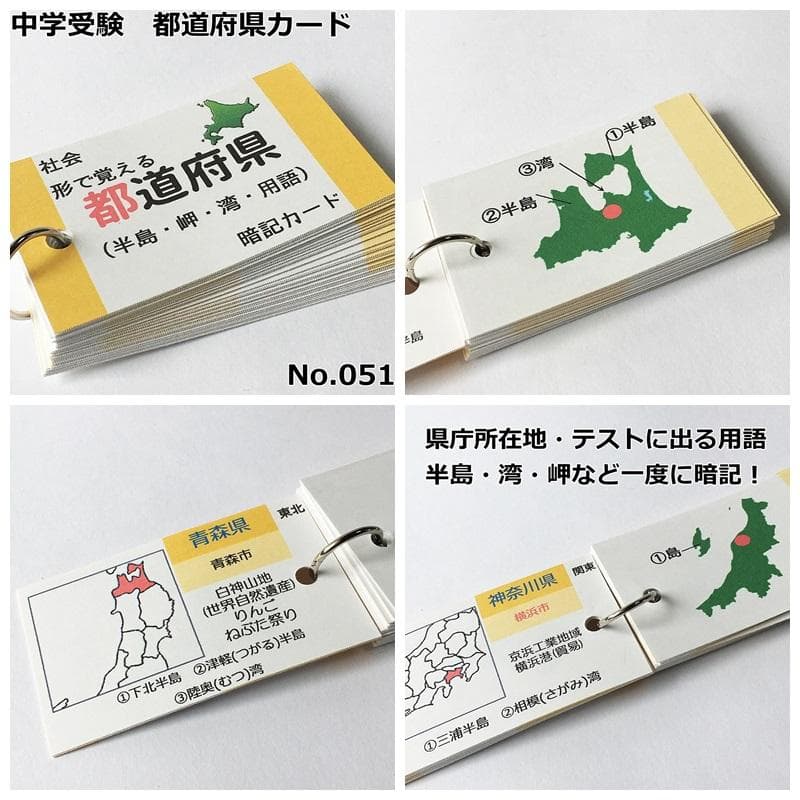 中学受験 都道府県カード
社会
形で覚える
都道府県
(半島・岬・湾・用語)
暗記カード
No.051
①半島
③湾
②半島
東北
青森県
青森市
白神山地
(世界自然遺産)
りんご
ねぶた祭り
①下北半島 ②津軽(つがる)半島
③陸奥(むつ)湾
県庁所在地・テストに出る用語
半島・湾・岬など一度に暗記！
①島
関東
神奈川県
横浜市
京浜工業地域
横浜港(貿易)
①三浦半島 ②相模(さがみ)湾